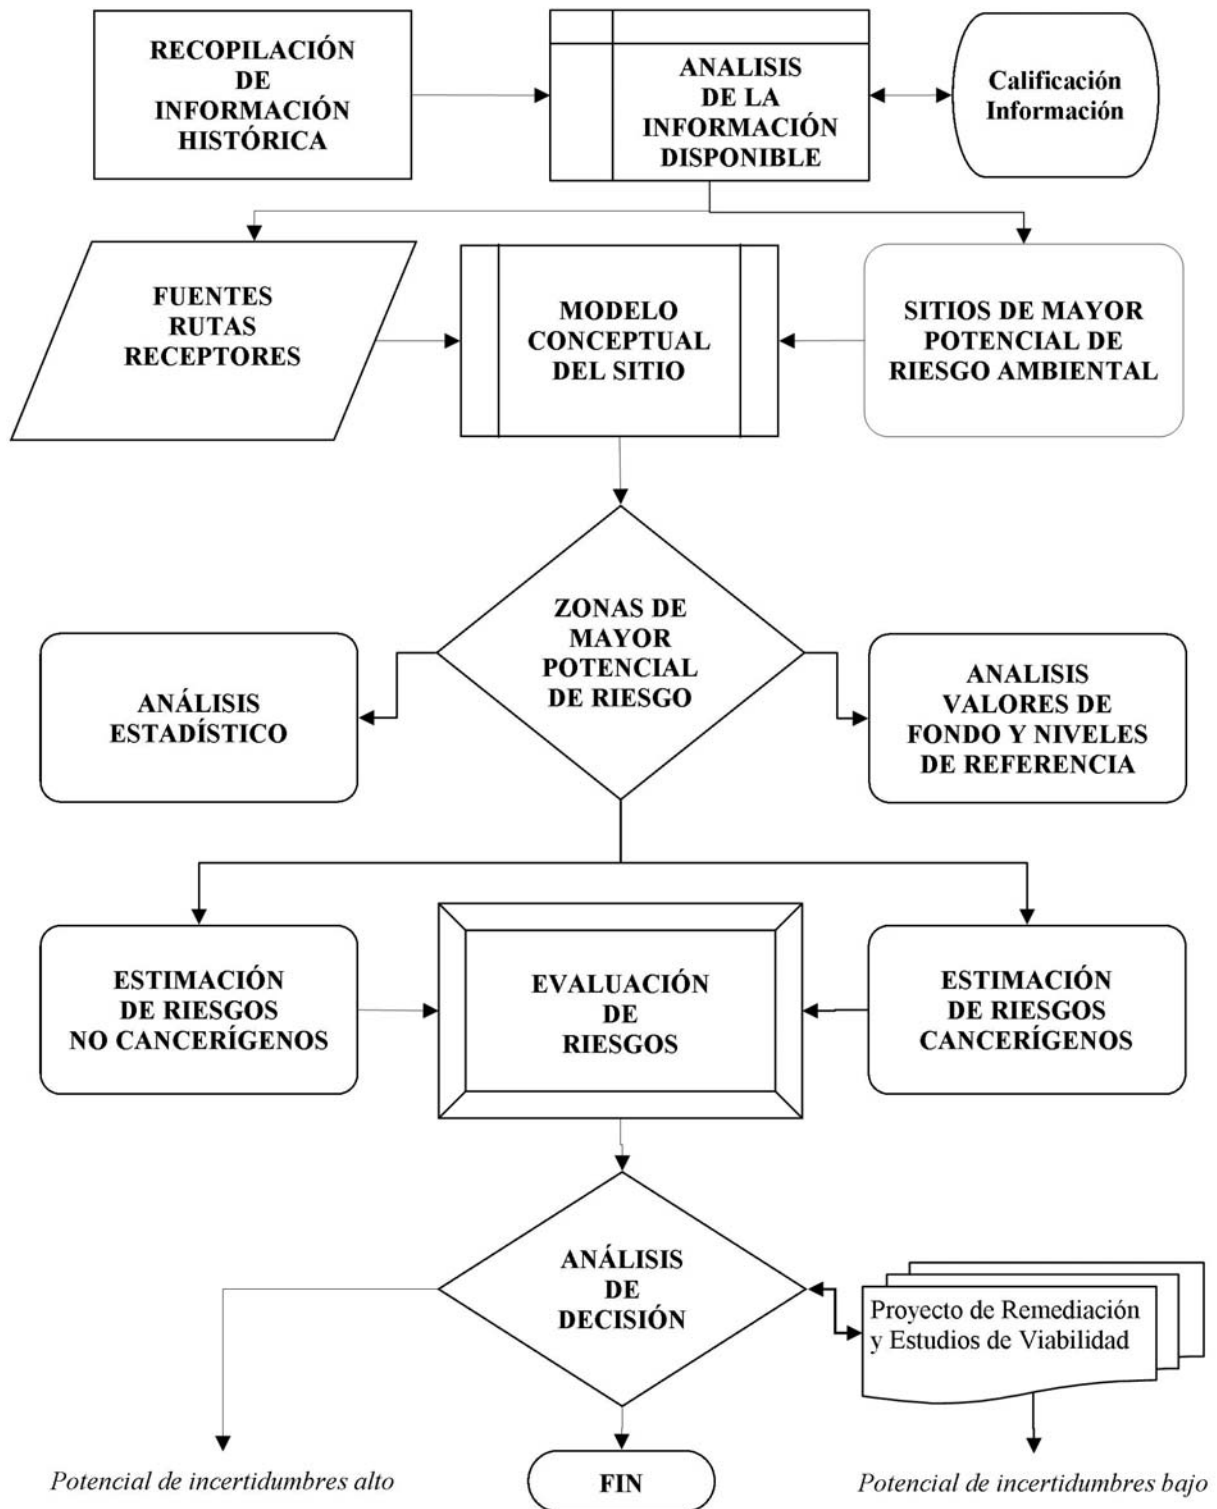 RECOPILACIÓN
DE
INFORMACIÓN
HISTÓRICA
ANALISIS
DE LA
INFORMACIÓN
DISPONIBLE
Calificación
Información
FUENTES
RUTAS
RECEPTORES
MODELO
CONCEPTUAL
DEL SITIO
SITIOS DE MAYOR
POTENCIAL DE
RIESGO AMBIENTAL
ZONAS DE
MAYOR
POTENCIAL
DE RIESGO
ANÁLISIS
ESTADÍSTICO
ANALISIS
VALORES DE
FONDO Y NIVELES
DE REFERENCIA
ESTIMACIÓN
DE RIESGOS
NO CANCERÍGENOS
EVALUACIÓN
DE
RIESGOS
ESTIMACIÓN
DE RIESGOS
CANCERÍGENOS
ANÁLISIS
DE
DECISIÓN
Proyecto de Remediación
y Estudios de Viabilidad
Potencial de incertidumbres alto
FIN
Potencial de incertidumbres bajo